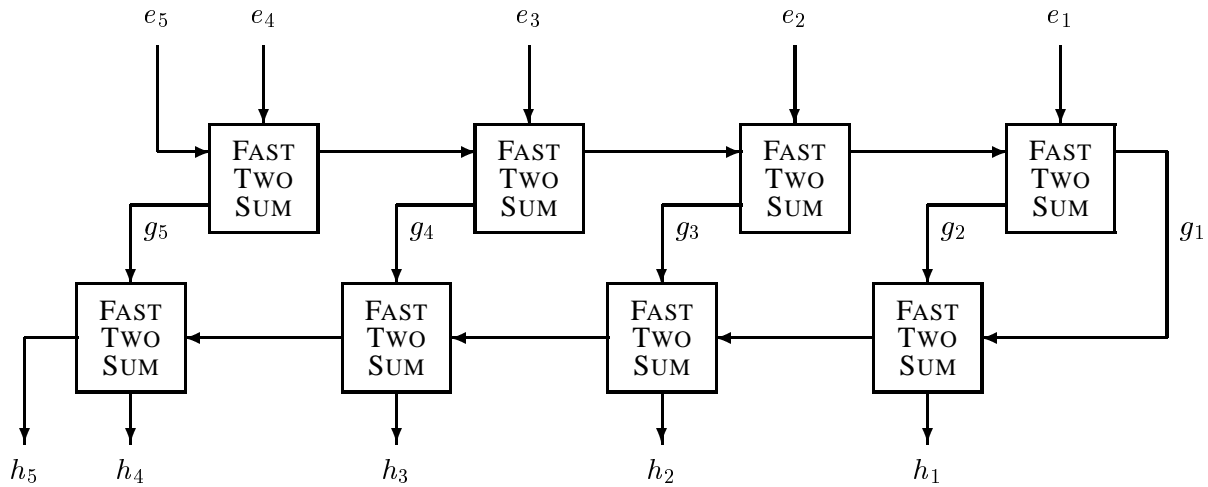 e₅ e₄ e₃ e₂ e₁
FAST TWO SUM
FAST TWO SUM
FAST TWO SUM
FAST TWO SUM
g₅ g₄ g₃ g₂ g₁
FAST TWO SUM
FAST TWO SUM
FAST TWO SUM
FAST TWO SUM
h₅ h₄ h₃ h₂ h₁